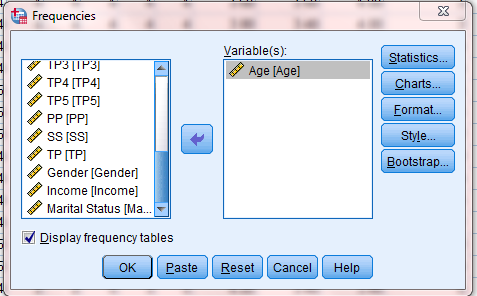 Frequencies
Variable(s):
TP3 [TP3]
TP4 [TP4]
TP5 [TP5]
PP [PP]
SS [SS]
TP [TP]
Gender [Gender]
Income [Income]
Marital Status [Ma...
Age [Age]
Statistics...
Charts...
Format...
Style...
Bootstrap...
Display frequency tables
OK Paste Reset Cancel Help